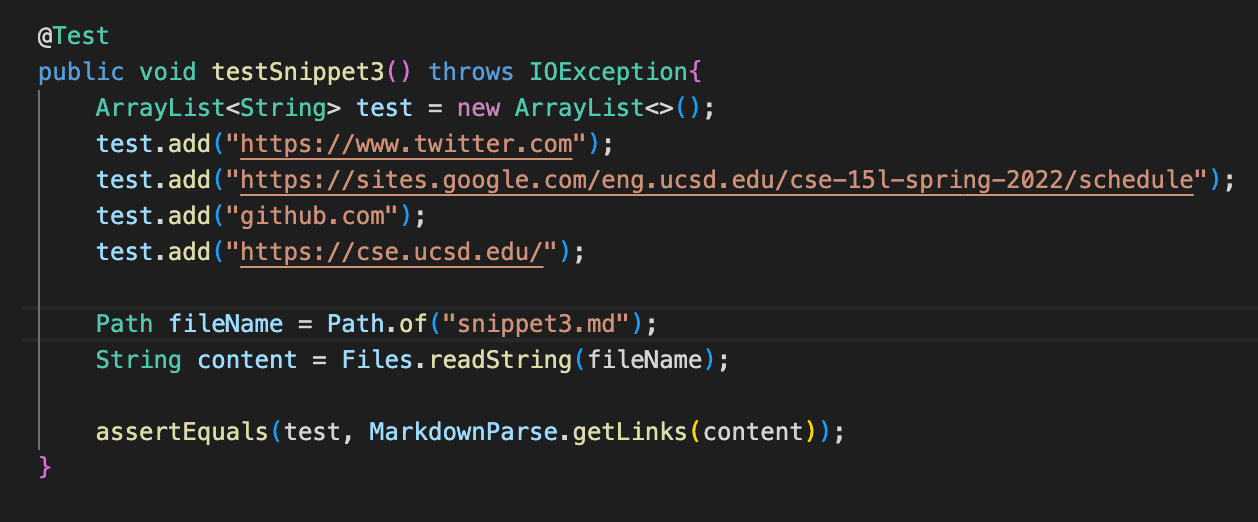 @Test
public void testSnippet3() throws IOException{
ArrayList<String> test = new ArrayList<>();
test.add("https://www.twitter.com");
test.add("https://sites.google.com/eng.ucsd.edu/cse-15l-spring-2022/schedule");
test.add("github.com");
test.add("https://cse.ucsd.edu/");
Path fileName = Path.of("snippet3.md");
String content = Files.readString(fileName);
assertEquals(test, MarkdownParse.getLinks(content));
}